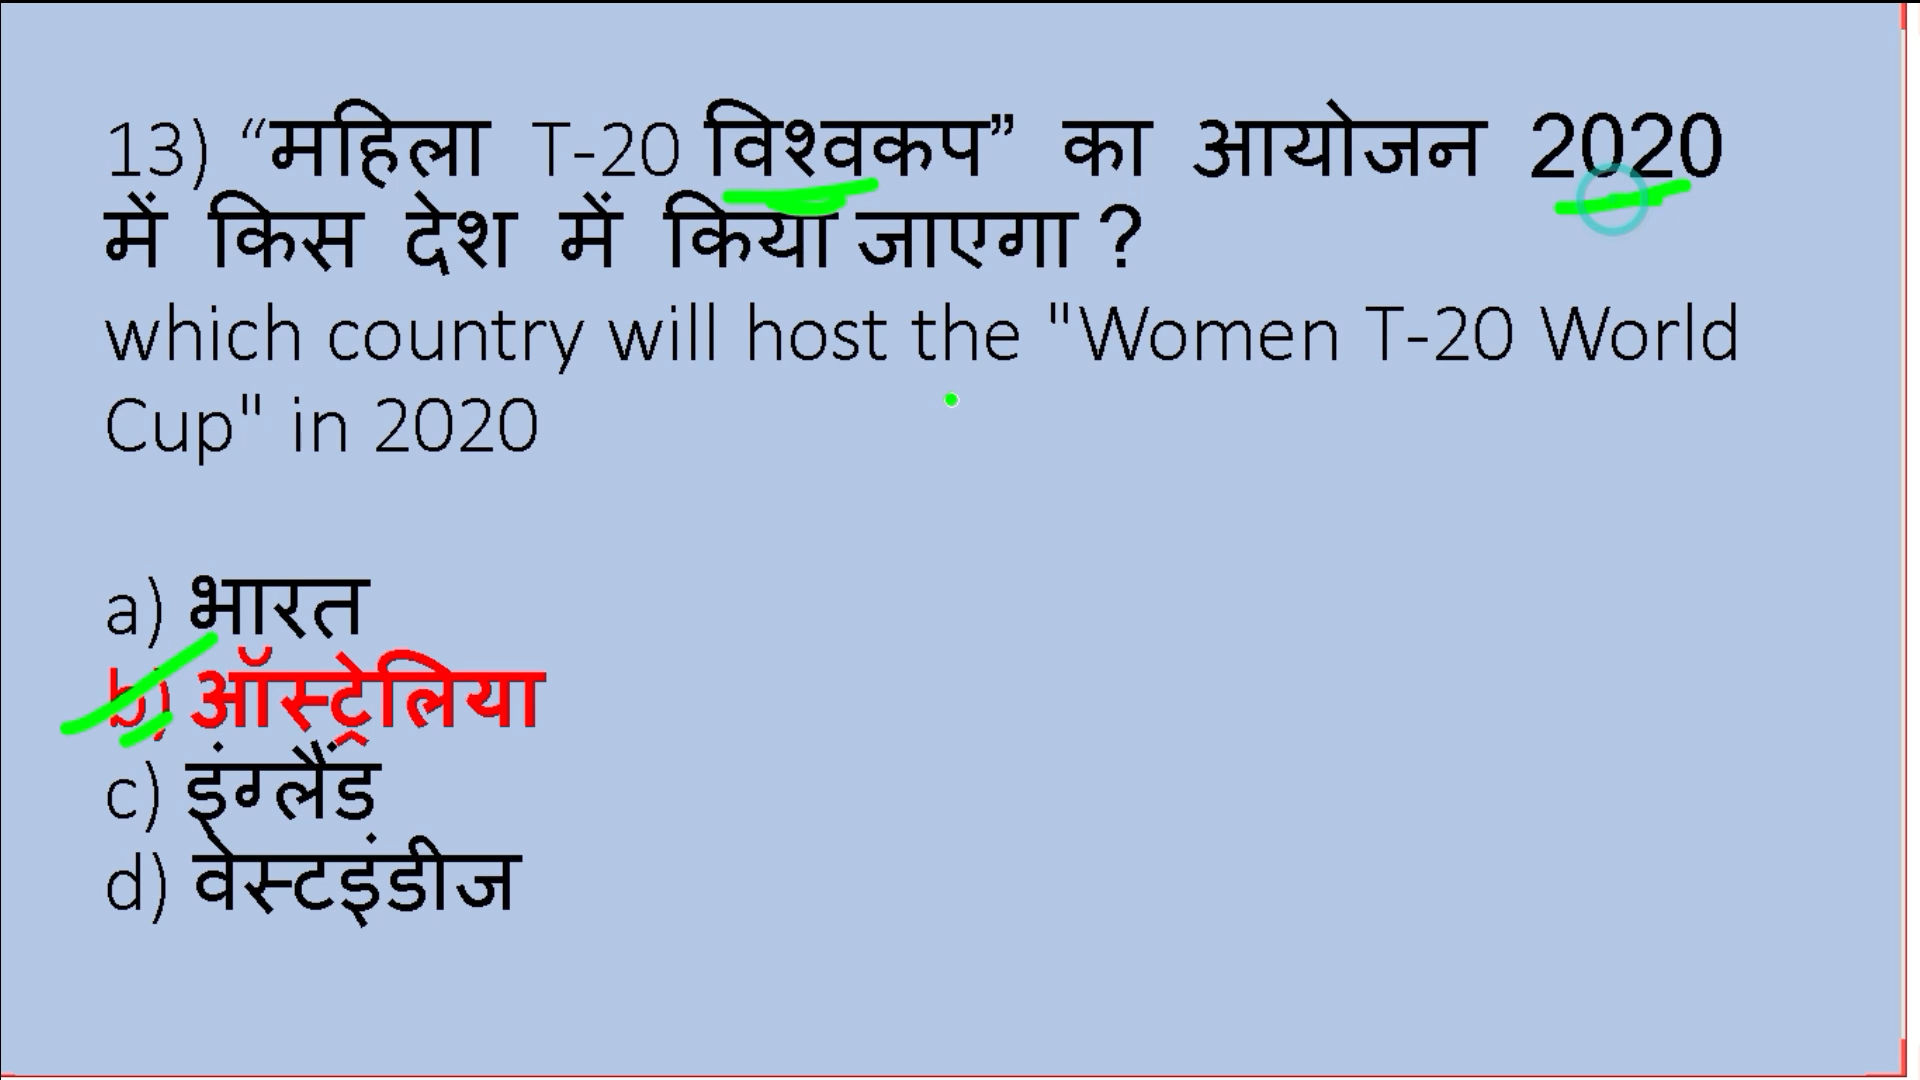 13) “महिला T-20 विश्वकप” का आयोजन 2020
में किस देश में किया जाएगा ?
which country will host the "Women T-20 World
Cup" in 2020
a) भारत
b) ऑस्ट्रेलिया
c) इंग्लैंड
d) वेस्टइंडीज